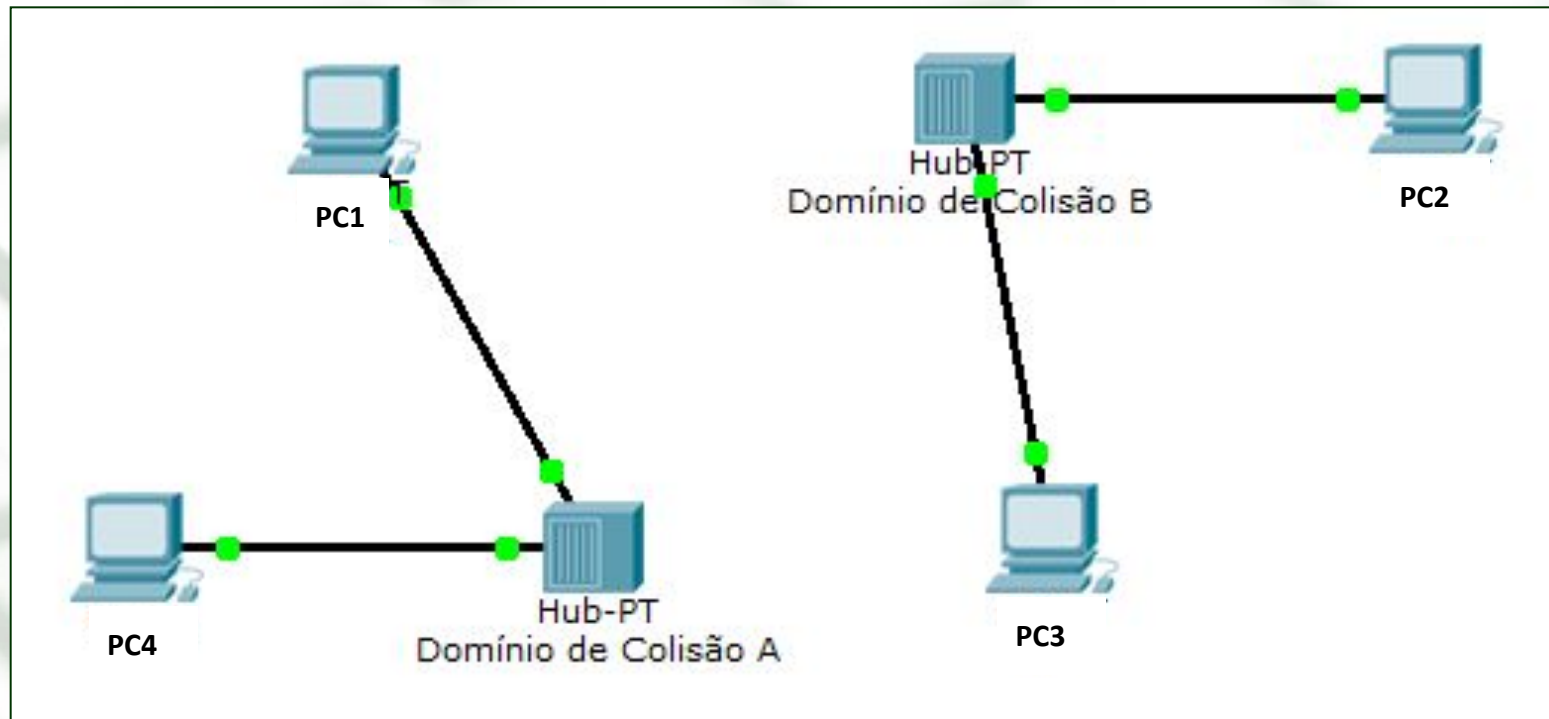 PC1
Hub-PT
Domínio de Colisão B
PC2
PC4
Hub-PT
Domínio de Colisão A
PC3